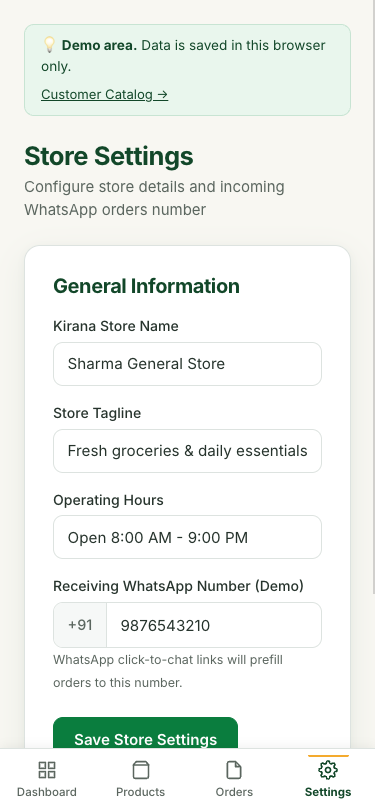 💡 Demo area. Data is saved in this browser
only.
Customer Catalog →
Store Settings
Configure store details and incoming
WhatsApp orders number
General Information
Kirana Store Name
Sharma General Store
Store Tagline
Fresh groceries & daily essentials
Operating Hours
Open 8:00 AM - 9:00 PM
Receiving WhatsApp Number (Demo)
+91 9876543210
WhatsApp click-to-chat links will prefill
orders to this number.
Save Store Settings
Dashboard Products Orders Settings